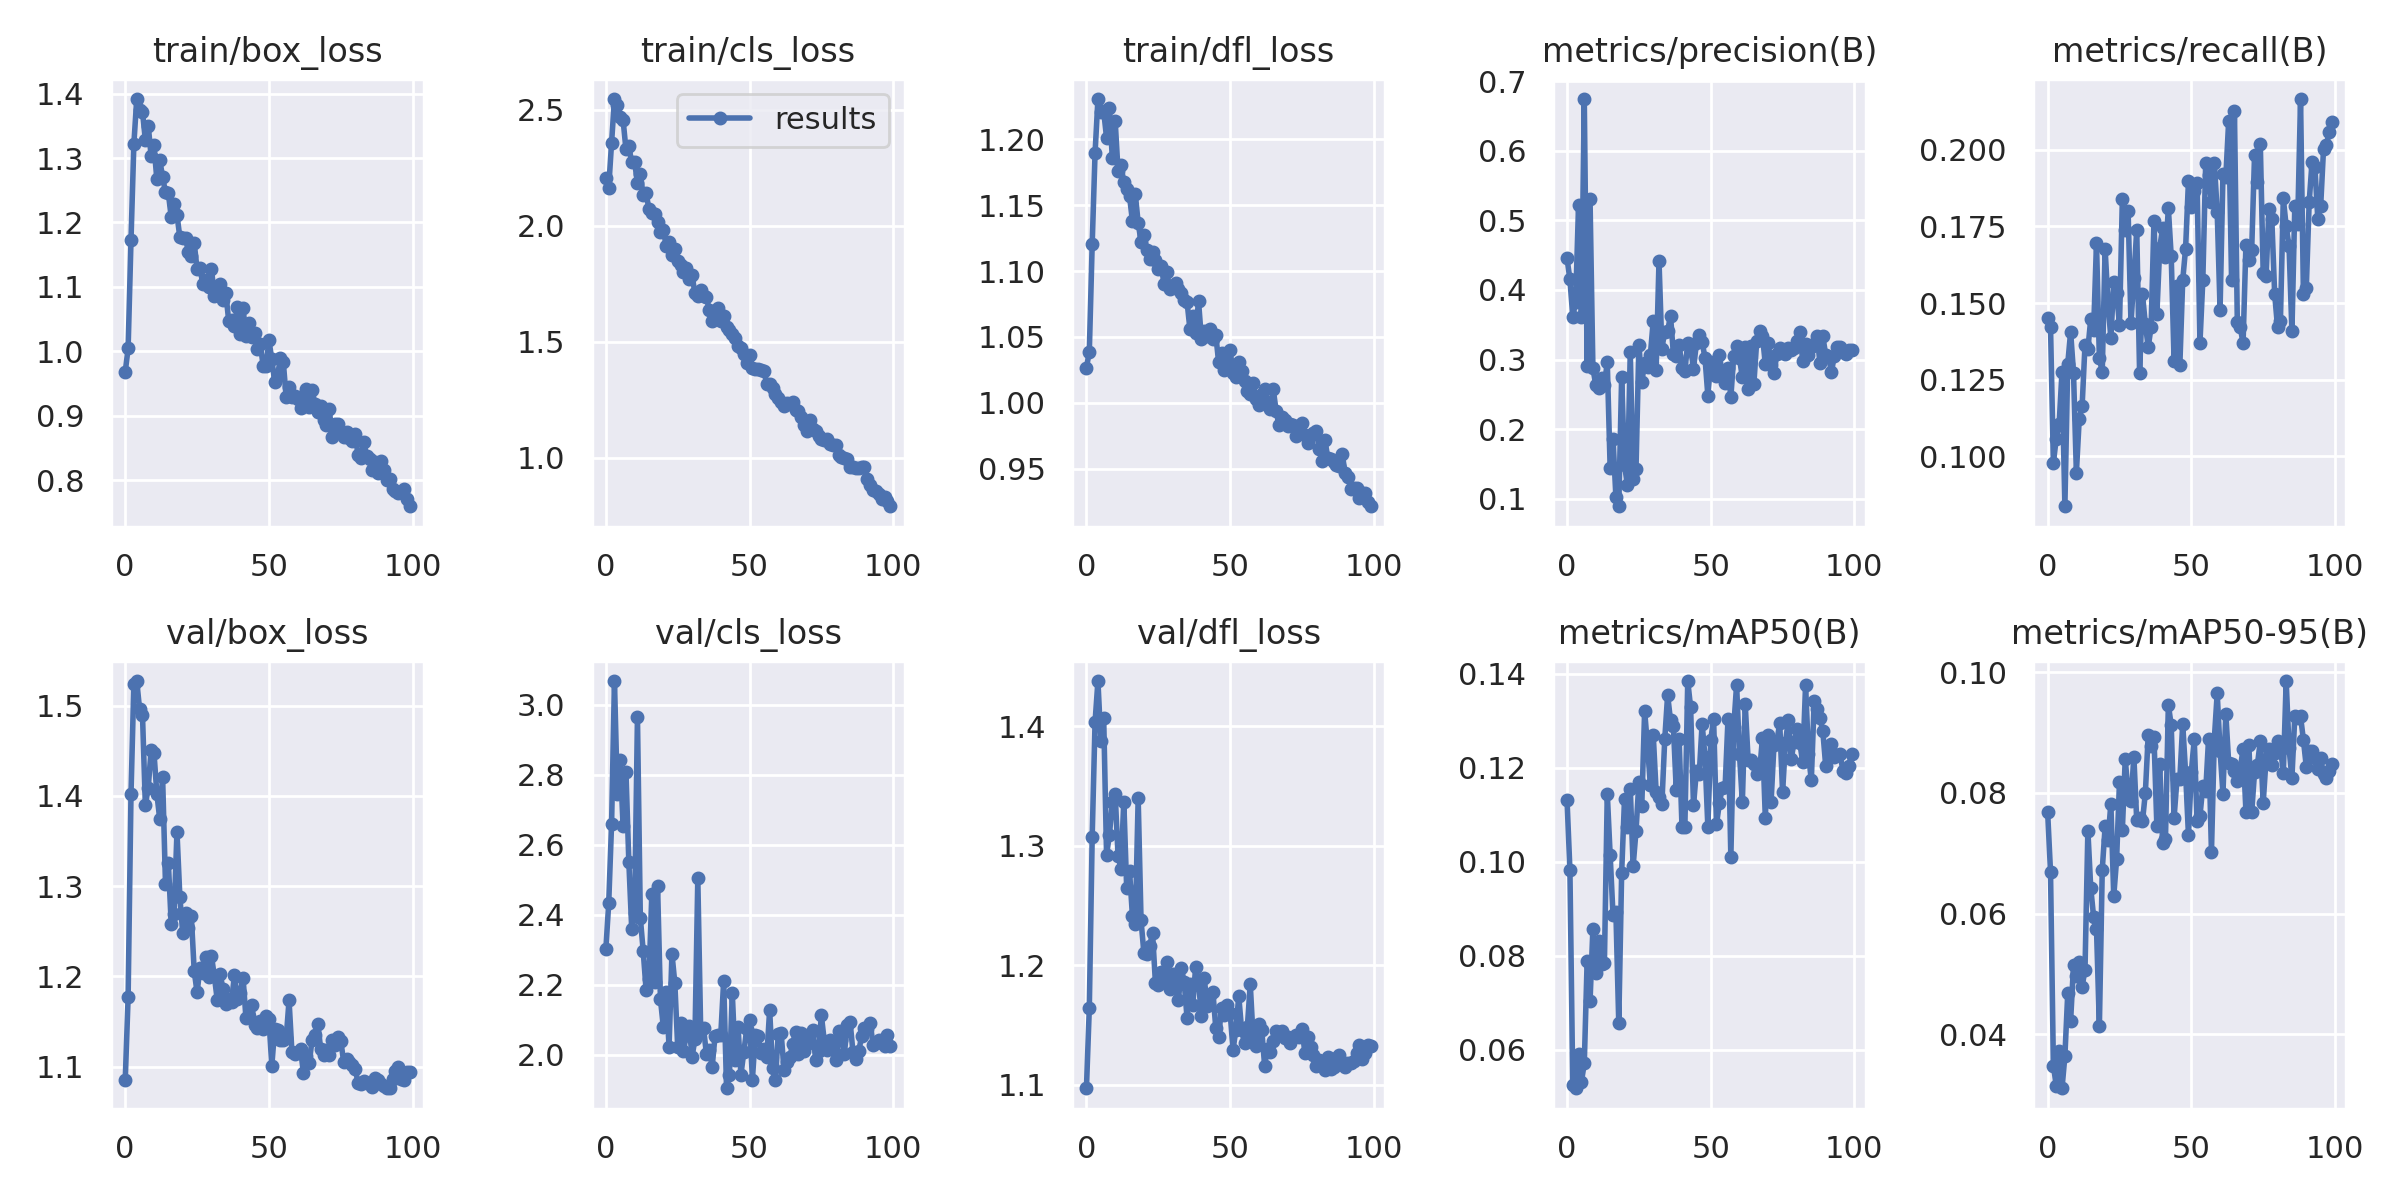 train/box_loss
1.4
1.3
1.2
1.1
1.0
0.9
0.8
0 50 100
train/cls_loss
results
2.5
2.0
1.5
1.0
0 50 100
train/dfl_loss
1.20
1.15
1.10
1.05
1.00
0.95
0 50 100
metrics/precision(B)
0.7
0.6
0.5
0.4
0.3
0.2
0.1
0 50 100
metrics/recall(B)
0.200
0.175
0.150
0.125
0.100
0 50 100
val/box_loss
1.5
1.4
1.3
1.2
1.1
0 50 100
val/cls_loss
3.0
2.8
2.6
2.4
2.2
2.0
0 50 100
val/dfl_loss
1.4
1.3
1.2
1.1
0 50 100
metrics/mAP50(B)
0.14
0.12
0.10
0.08
0.06
0 50 100
metrics/mAP50-95(B)
0.10
0.08
0.06
0.04
0 50 100